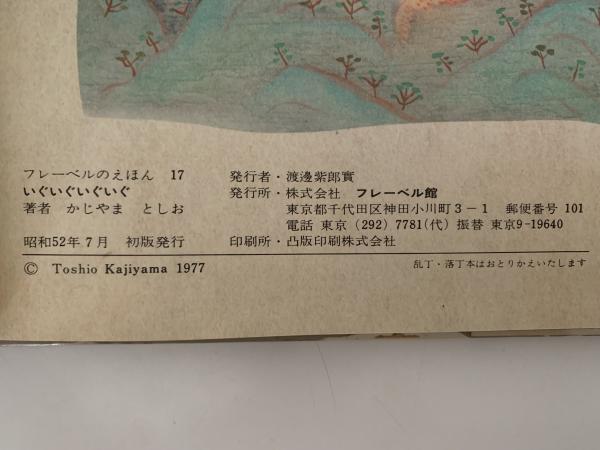 フレーベルのえほん 17
いぐいぐいぐいぐ
著者 かじやま としお
昭和52年7月 初版発行
発行者・渡邊紫郎實
発行所・株式会社 フレーベル館
東京都千代田区神田小川町3－1 郵便番号 101
電話 東京 (292) 7781(代) 振替 東京9-19640
印刷所・凸版印刷株式会社
© Toshio Kajiyama 1977
乱丁・落丁本はおとりかえいたします